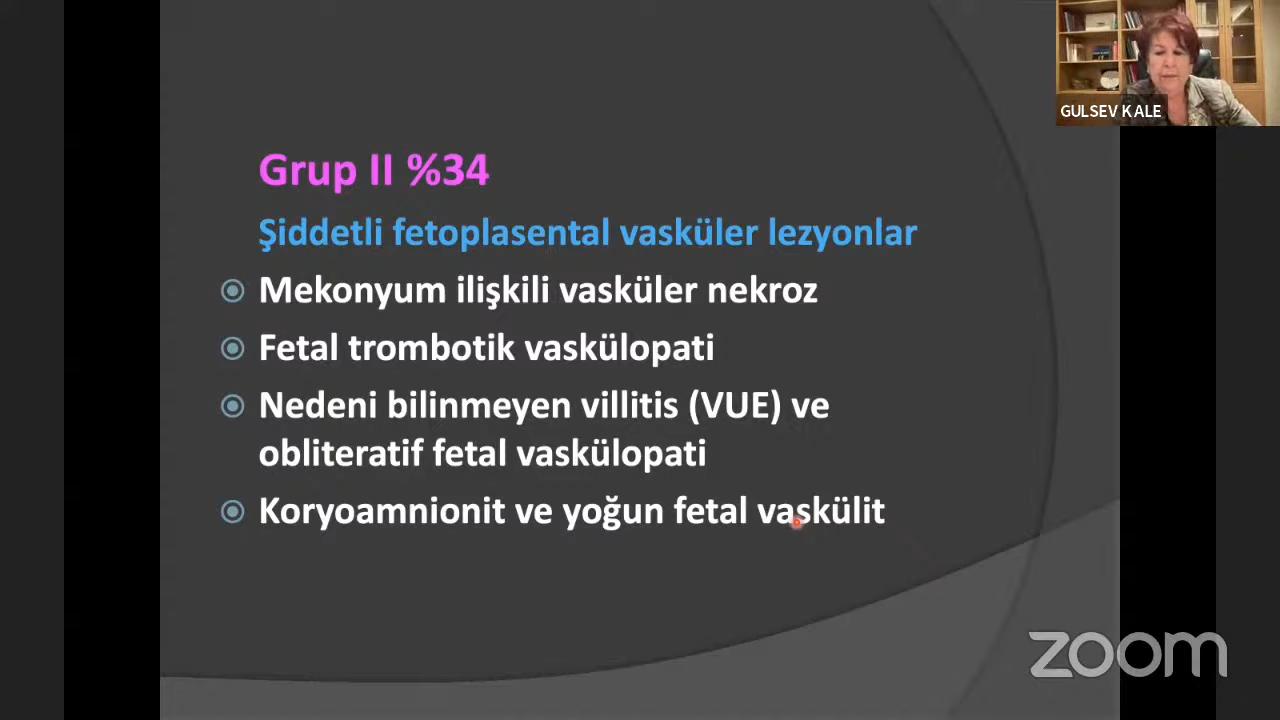 GULSEV KALE
Grup II %34
Şiddetli fetoplasental vasküler lezyonlar
Mekonyum ilişkili vasküler nekroz
Fetal trombotik vaskülopati
Nedeni bilinmeyen villitis (VUE) ve
obliteratif fetal vaskülopati
Koryoamnionit ve yoğun fetal vaskülit
zoom